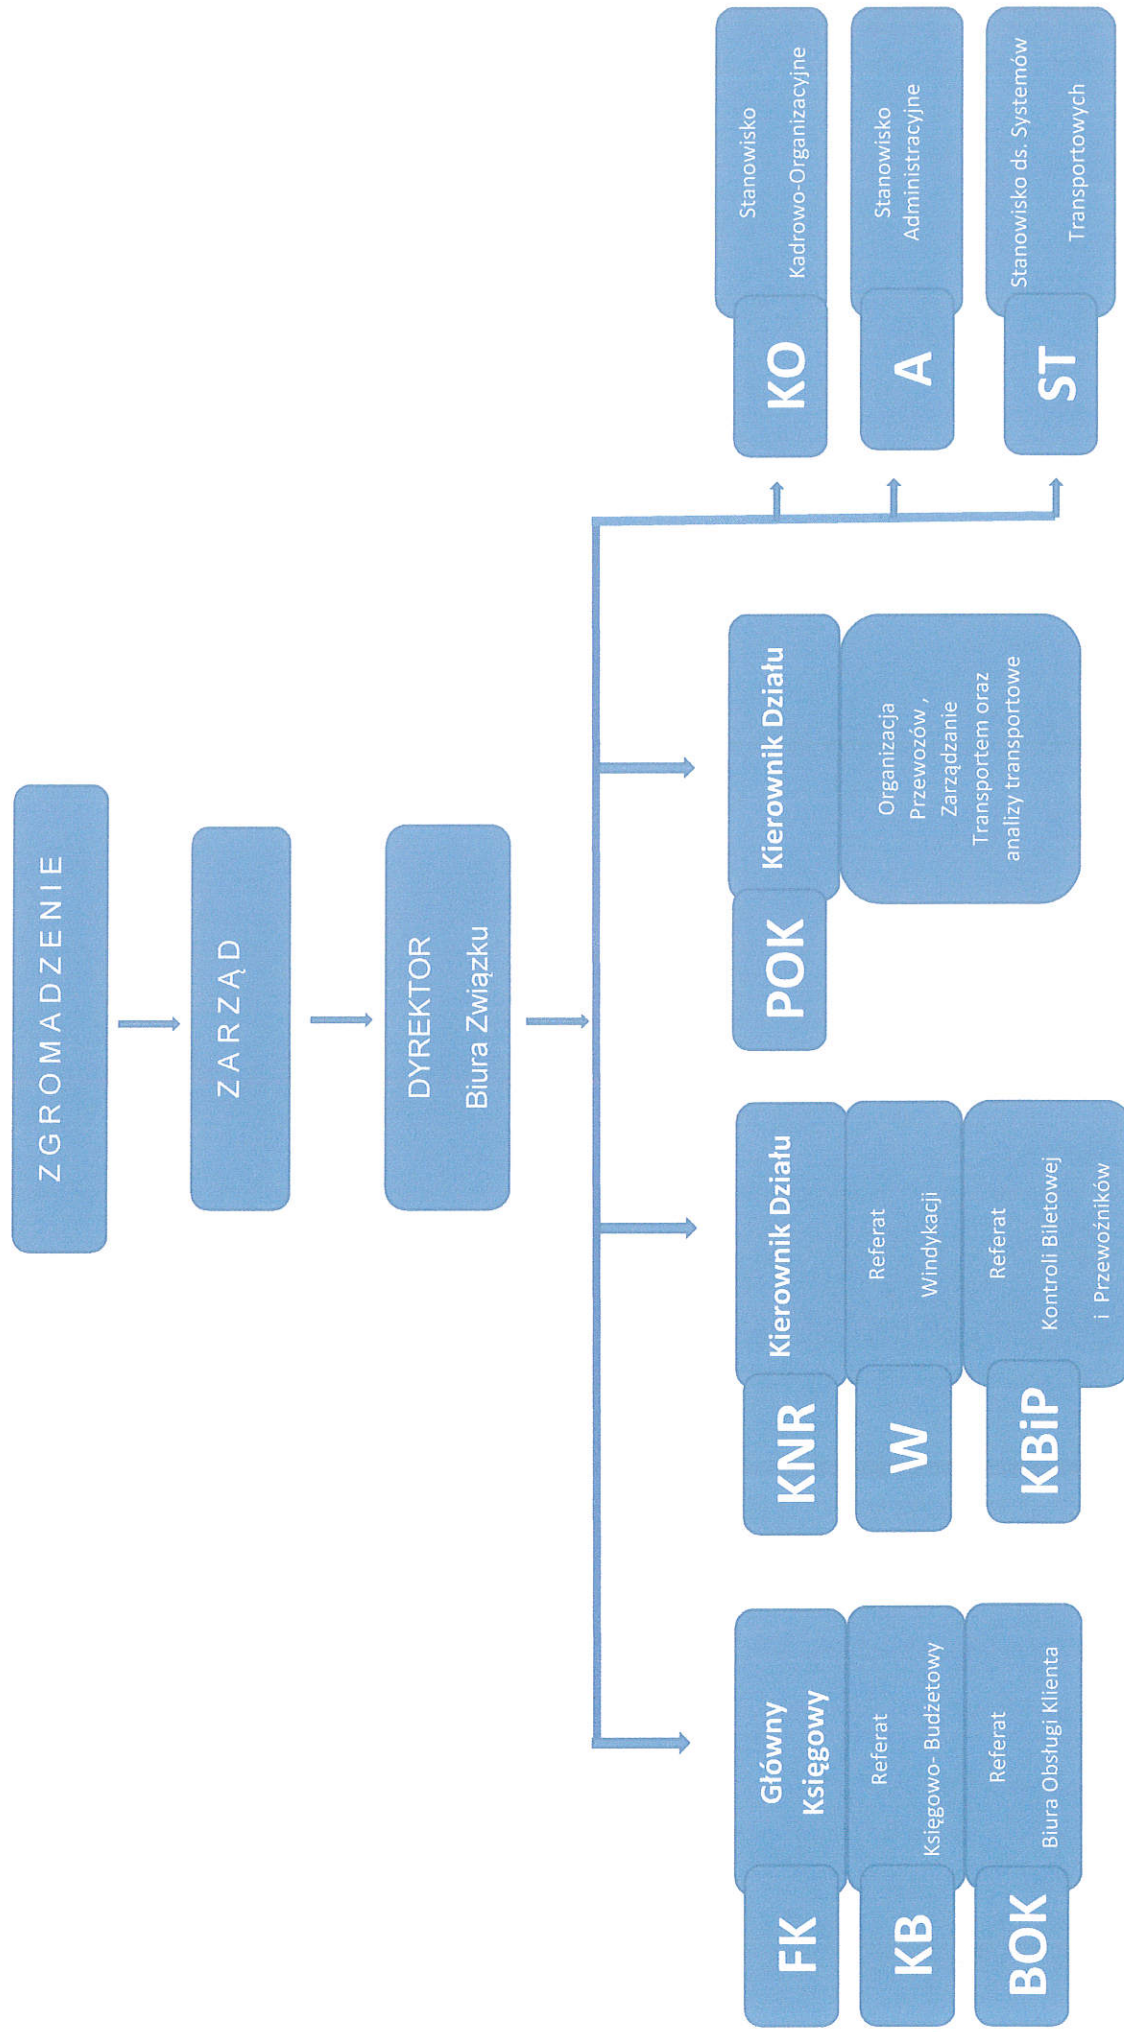 ZGROMADZENIE
ZARZĄD
DYREKTOR
Biura Związku
FK
Główny
Księgowy
KB
Referat
Księgowo- Budżetowy
BOK
Referat
Biura Obsługi Klienta
KNR
Kierownik Działu
W
Referat
Windykacji
KBiP
Referat
Kontroli Biletowej
i Przewoźników
POK
Kierownik Działu
Organizacja
Przewozów ,
Zarządzanie
Transportem oraz
analizy transportowe
KO
Stanowisko
Kadrowo-Organizacyjne
A
Stanowisko
Administracyjne
ST
Stanowisko ds. Systemów
Transportowych